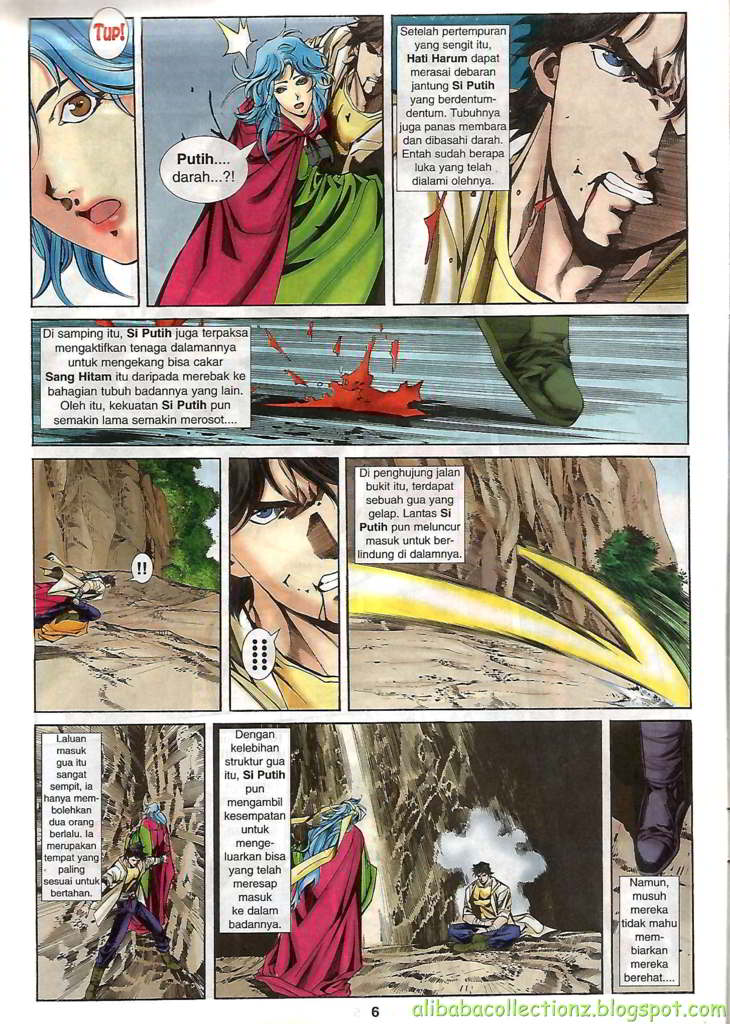 TUP!
Putih....
darah...?!
Setelah pertempuran
yang sengit itu,
Hati Harum dapat
merasai debaran
jantung Si Putih
yang berdentum-
dentum. Tubuhnya
juga panas membara
dan dibasahi darah.
Entah sudah berapa
luka yang telah
dialami olehnya.
Di samping itu, Si Putih juga terpaksa
mengaktifkan tenaga dalamannya
untuk mengekang bisa cakar
Sang Hitam itu daripada merebak ke
bahagian tubuh badannya yang lain.
Oleh itu, kekuatan Si Putih pun
semakin lama semakin merosot....
!!
Di penghujung jalan
bukit itu, terdapat
sebuah gua yang
gelap. Lantas Si
Putih pun meluncur
masuk untuk ber-
lindung di dalamnya.
Laluan
masuk
gua itu
sangat
sempit, ia
hanya mem-
bolehkan
dua orang
berlalu. Ia
merupakan
tempat yang
paling
sesuai untuk
bertahan.
Dengan
kelebihan
struktur gua
itu, Si Putih
pun
mengambil
kesempatan
untuk
menge-
luarkan bisa
yang telah
meresap
masuk
ke dalam
badannya.
Namun,
musuh
mereka
tidak mahu
mem-
biarkan
mereka
berehat....
6
alibabacollectionz.blogspot.com